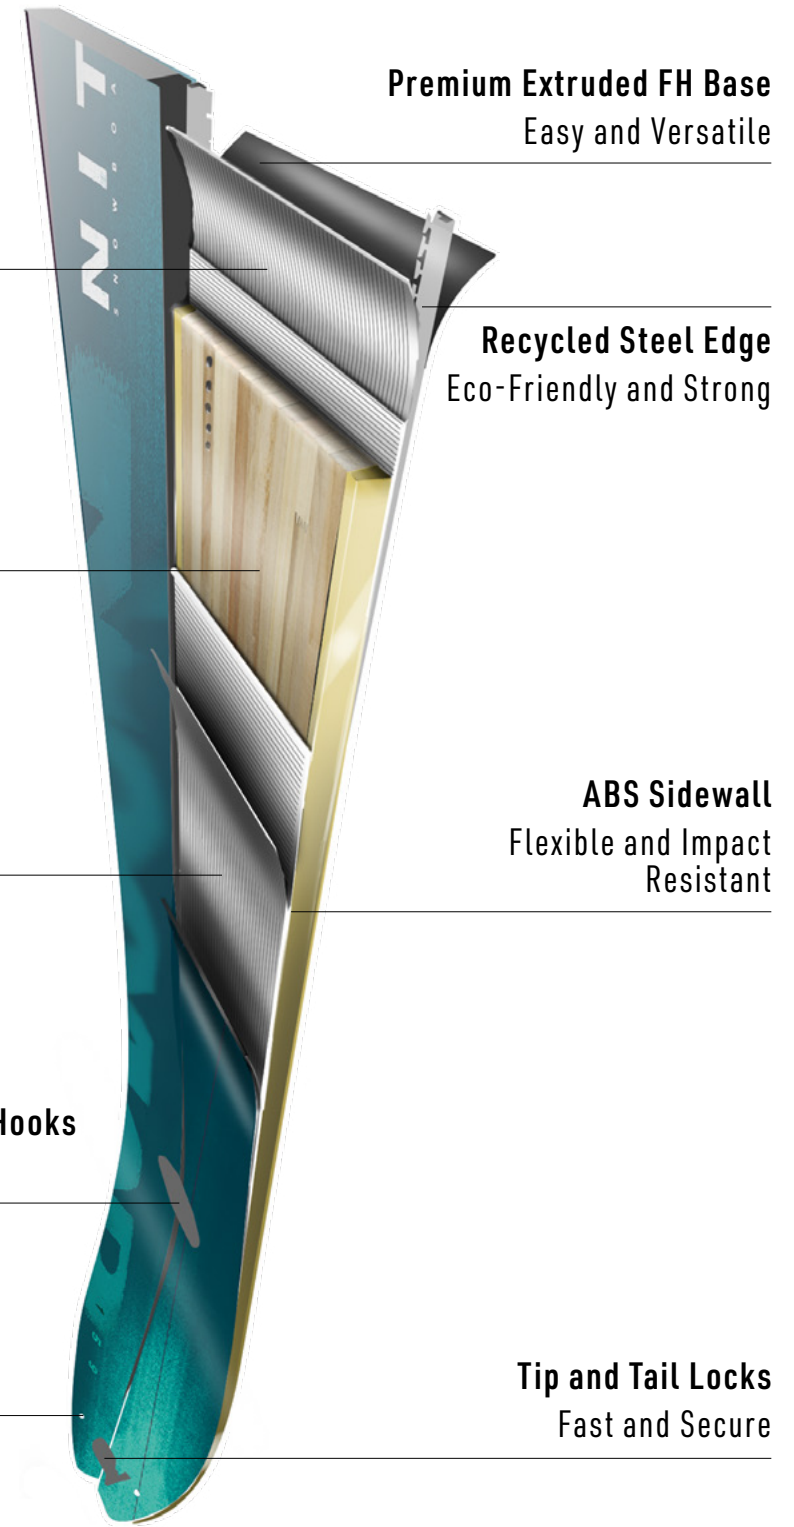 Premium Extruded FH Base
Easy and Versatile
Recycled Steel Edge
Eco-Friendly and Strong
ABS Sidewall
Flexible and Impact
Resistant
Hooks
Tip and Tail Locks
Fast and Secure
NIT